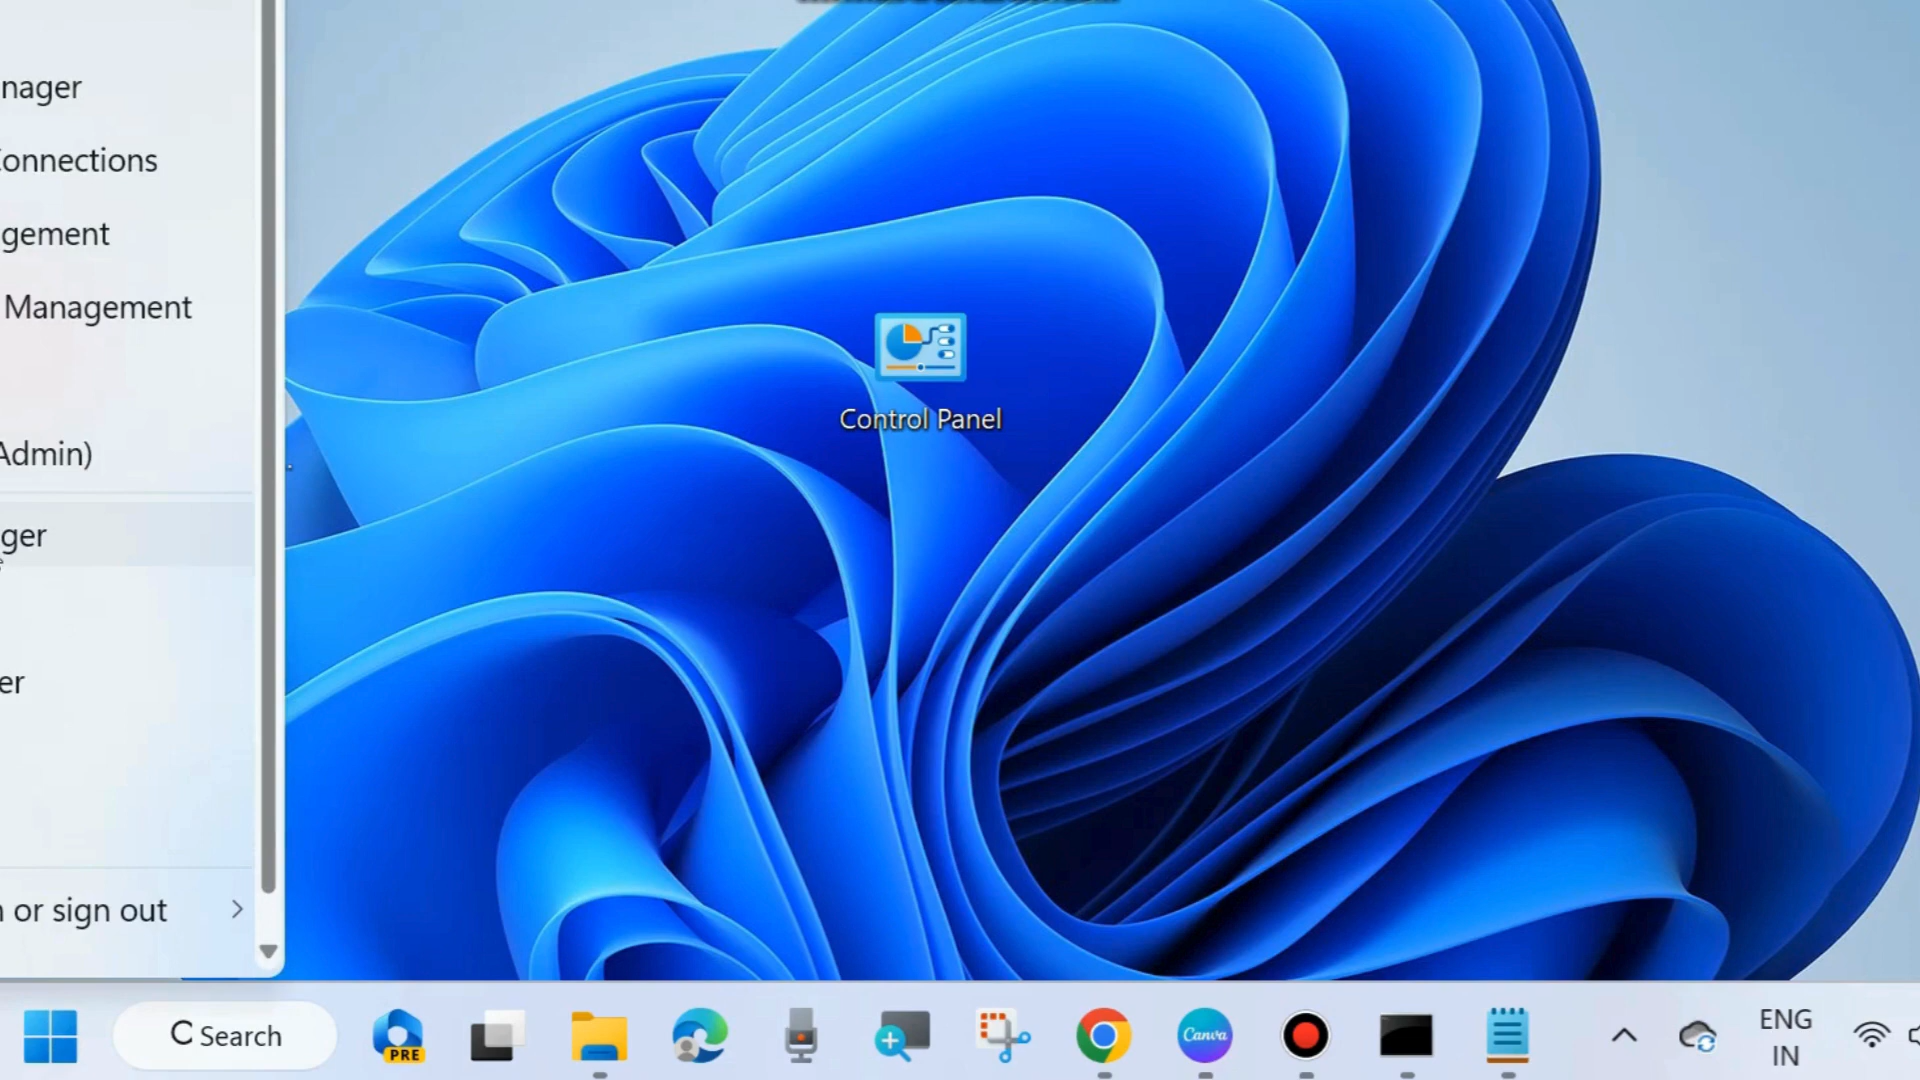 nager
onnections
gement
Management
Admin)
ger
er
or sign out
Control Panel
Search
PRE
Canva
ENG
IN